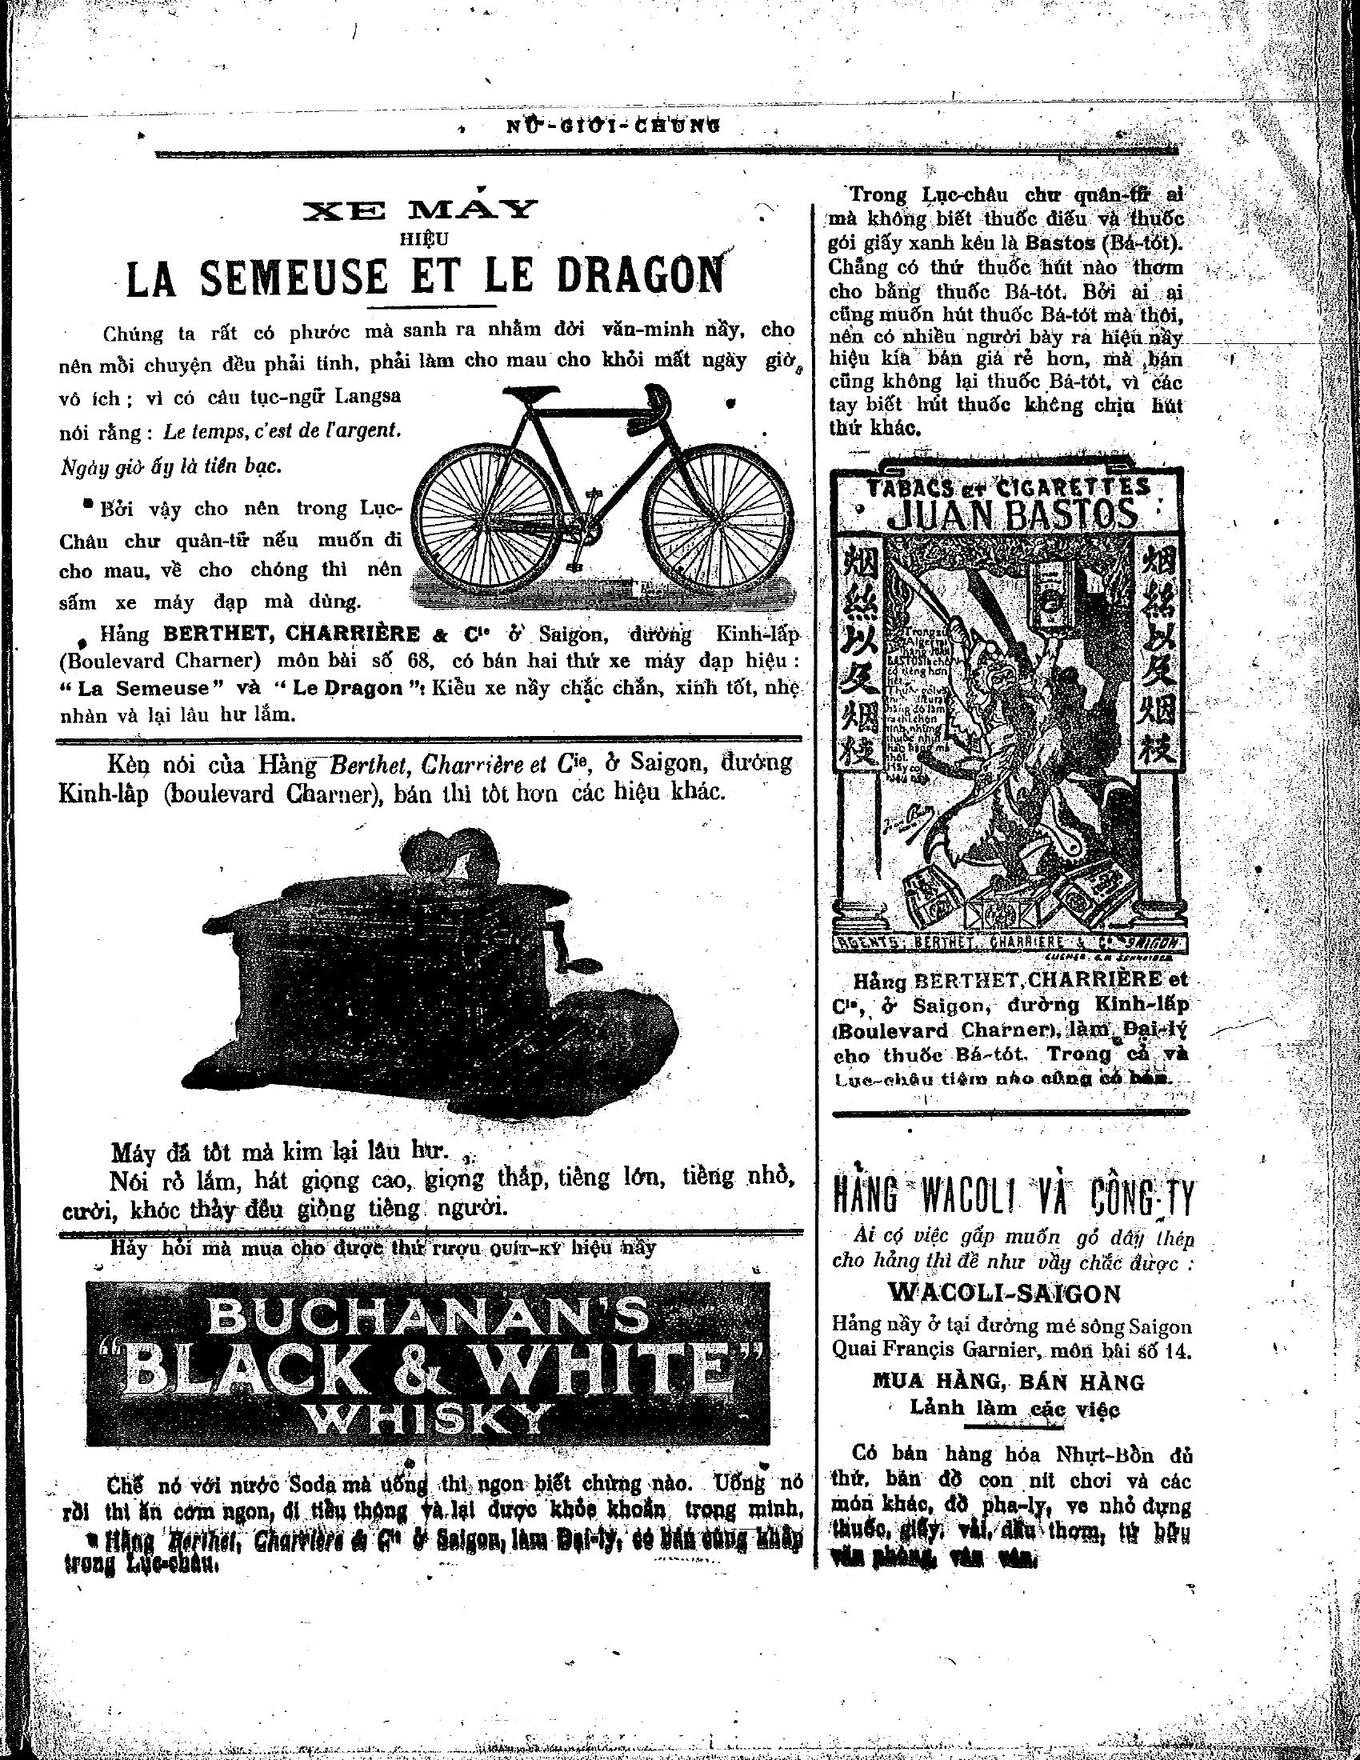 NỮ-GIỚI-CHUNG
XE MÁY
HIỆU
LA SEMEUSE ET LE DRAGON
Chúng ta rất có phước mà sanh ra nhằm đời văn-minh nầy, cho
nên mỗi chuyện đều phải tính, phải làm cho mau cho khỏi mất ngày giờ,
vô ích ; vì có câu tục-ngữ Langsa
nói rằng : Le temps, c'est de l'argent.
Ngày giờ ấy là tiền bạc.
Bởi vậy cho nên trong Lục-
Châu chư quân-tử nếu muốn đi
cho mau, về cho chóng thì nên
sắm xe máy đạp mà dùng.
Hảng BERTHET, CHARRIÈRE & Cie ở Saigon, đường Kinh-lấp
(Boulevard Charner) môn bài số 68, có bán hai thứ xe máy đạp hiệu :
“ La Semeuse ” và “ Le Dragon ”: Kiểu xe nầy chắc chắn, xinh tốt, nhẹ
nhàn và lại lâu hư lắm.
Kèn nói của Hảng Berthet, Charrière et Cie, ở Saigon, đường
Kinh-lấp (boulevard Charner), bán thì tốt hơn các hiệu khác.
Máy đã tốt mà kim lại lâu hư.
Nói rỏ lắm, hát giọng cao, giọng thấp, tiếng lớn, tiếng nhỏ,
cười, khóc thảy đều giống tiếng người.
Hảy hỏi mà mua cho được thứ rượu QUÍT-KY hiệu nầy
BUCHANAN'S
“BLACK & WHITE”
WHISKY
Chế nó với nước Soda mà uống thì ngon biết chừng nào. Uống nó
rồi thì ăn cơm ngon, đi tiểu thông và lại được khỏe khoắn trong mình,
Hảng Berthet, Charrière & Cie ở Saigon, làm Đại-lý, có bán cùng khắp
trong Lục-châu.
Trong Lục-châu chư quân-tử ai
mà không biết thuốc điếu và thuốc
gói giấy xanh kêu là Bastos (Bá-tót).
Chẳng có thứ thuốc hút nào thơm
cho bằng thuốc Bá-tót. Bởi ai ai
cũng muốn hút thuốc Bá-tót mà thôi,
nên có nhiều người bày ra hiệu nầy
hiệu kia bán giá rẻ hơn, mà bán
cũng không lại thuốc Bá-tót, vì các
tay biết hút thuốc không chịu hút
thứ khác.
TABACS ET CIGARETTES
JUAN BASTOS
烟絲以及烟枝
烟絲以及烟枝
AGENTS: BERTHET, CHARRIÈRE & Cie SAIGON
Hảng BERTHET, CHARRIÈRE et
Cie, ở Saigon, đường Kinh-lấp
(Boulevard Charner), làm Đại-lý
cho thuốc Bá-tót. Trong cả và
Lục-châu tiệm nào cũng có bán.
HẢNG WACOLI VÀ CÔNG-TY
Ai có việc gấp muốn gỏ dây thép
cho hảng thì đề như vầy chắc được :
WACOLI-SAIGON
Hảng nầy ở tại đường mé sông Saigon
Quai Françis Garnier, môn bài số 14.
MUA HÀNG, BÁN HÀNG
Lảnh làm các việc
Có bán hàng hóa Nhựt-Bổn đủ
thứ, bán đồ con nít chơi và các
món khác, đồ pha-ly, ve nhỏ đựng
thuốc, giấy, vải, dầu thơm, tứ bửu
văn phòng, vân vân.